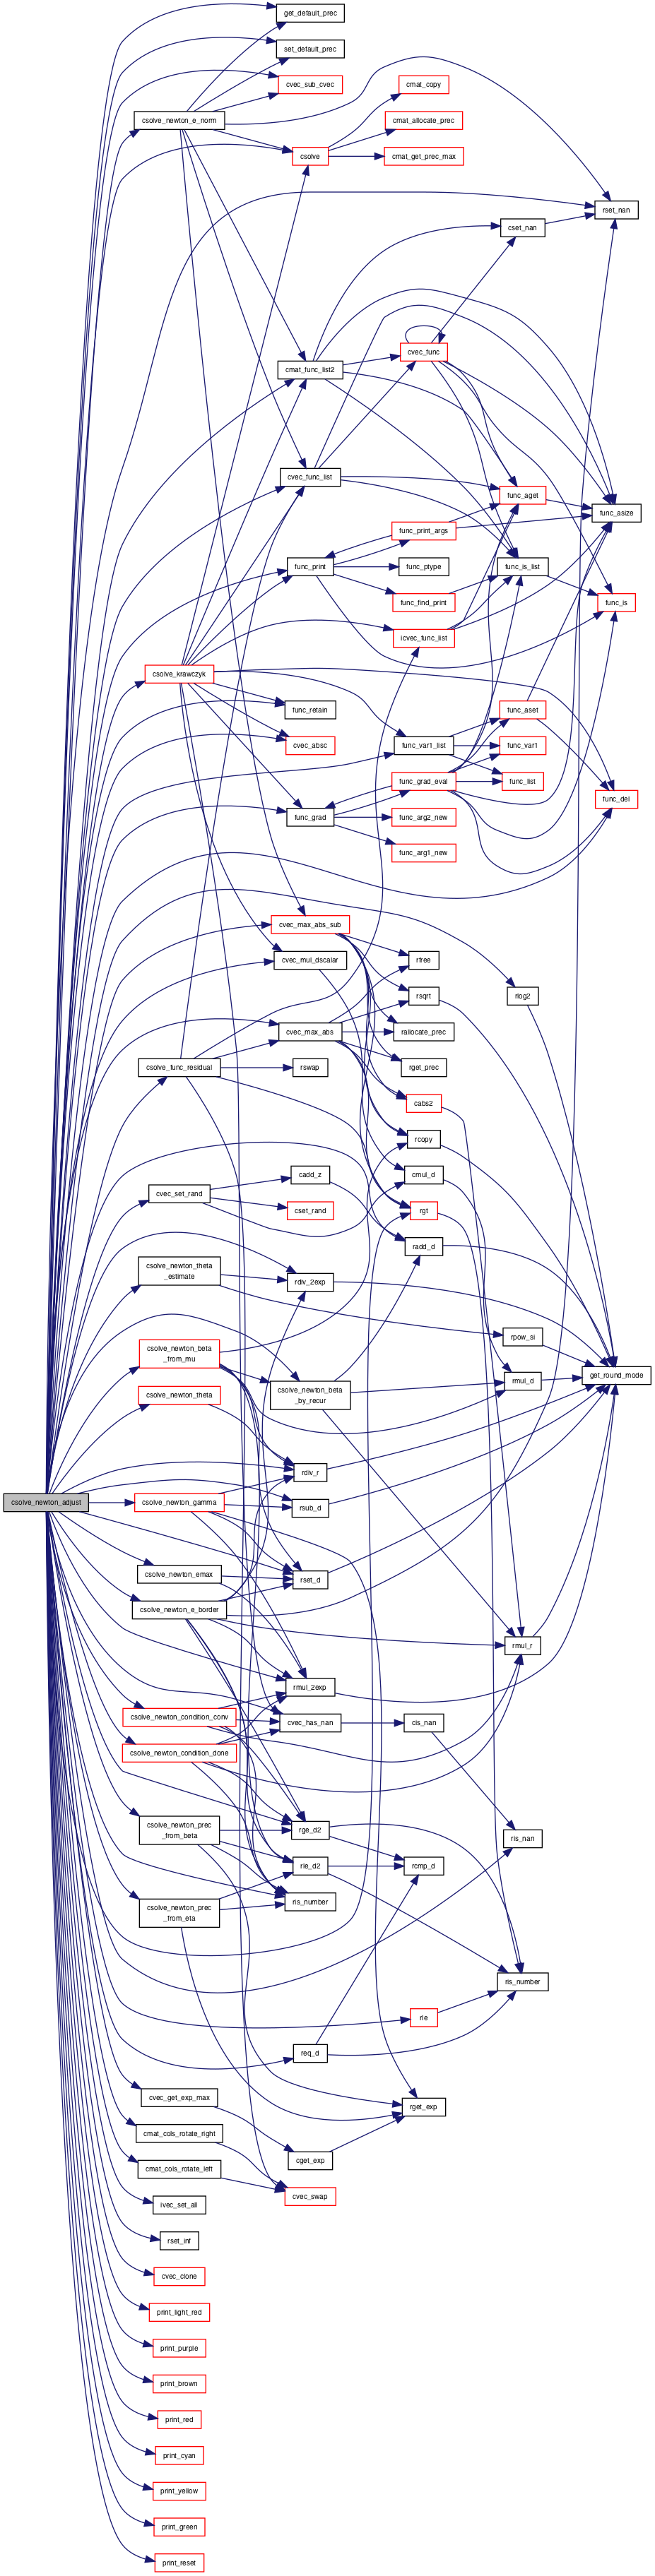 get_default_prec
set_default_prec
cvec_sub_cvec
cmat_copy
csolve_newton_e_norm
cmat_allocate_prec
csolve
cmat_get_prec_max
rset_nan
cset_nan
cvec_func
cmat_func_list2
cvec_func_list
func_aget
func_asize
func_print_args
func_print
func_ptype
func_is_list
func_find_print
func_is
icvec_func_list
csolve_krawczyk
func_retain
func_aset
cvec_absc
func_var1_list
func_var1
func_grad_eval
func_list
func_del
func_grad
func_arg2_new
func_arg1_new
cvec_max_abs_sub
cvec_mul_dscalar
rfree
rsqrt
rlog2
cvec_max_abs
rallocate_prec
csolve_func_residual
rswap
rget_prec
cabs2
rcopy
cadd_z
cmul_d
cvec_set_rand
cset_rand
rgt
radd_d
csolve_newton_theta
_estimate
rdiv_2exp
rpow_si
csolve_newton_beta
_from_mu
rmul_d
get_round_mode
csolve_newton_theta
csolve_newton_beta
_by_recur
rdiv_r
csolve_newton_adjust
csolve_newton_gamma
rsub_d
csolve_newton_emax
rset_d
csolve_newton_e_border
rmul_r
rmul_2exp
csolve_newton_condition_conv
cvec_has_nan
cis_nan
csolve_newton_condition_done
csolve_newton_prec
_from_beta
rge_d2
ris_nan
rle_d2
rcmp_d
csolve_newton_prec
_from_eta
ris_number
ris_number
rle
req_d
cvec_get_exp_max
rget_exp
cmat_cols_rotate_right
cget_exp
cmat_cols_rotate_left
cvec_swap
ivec_set_all
rset_inf
cvec_clone
print_light_red
print_purple
print_brown
print_red
print_cyan
print_yellow
print_green
print_reset